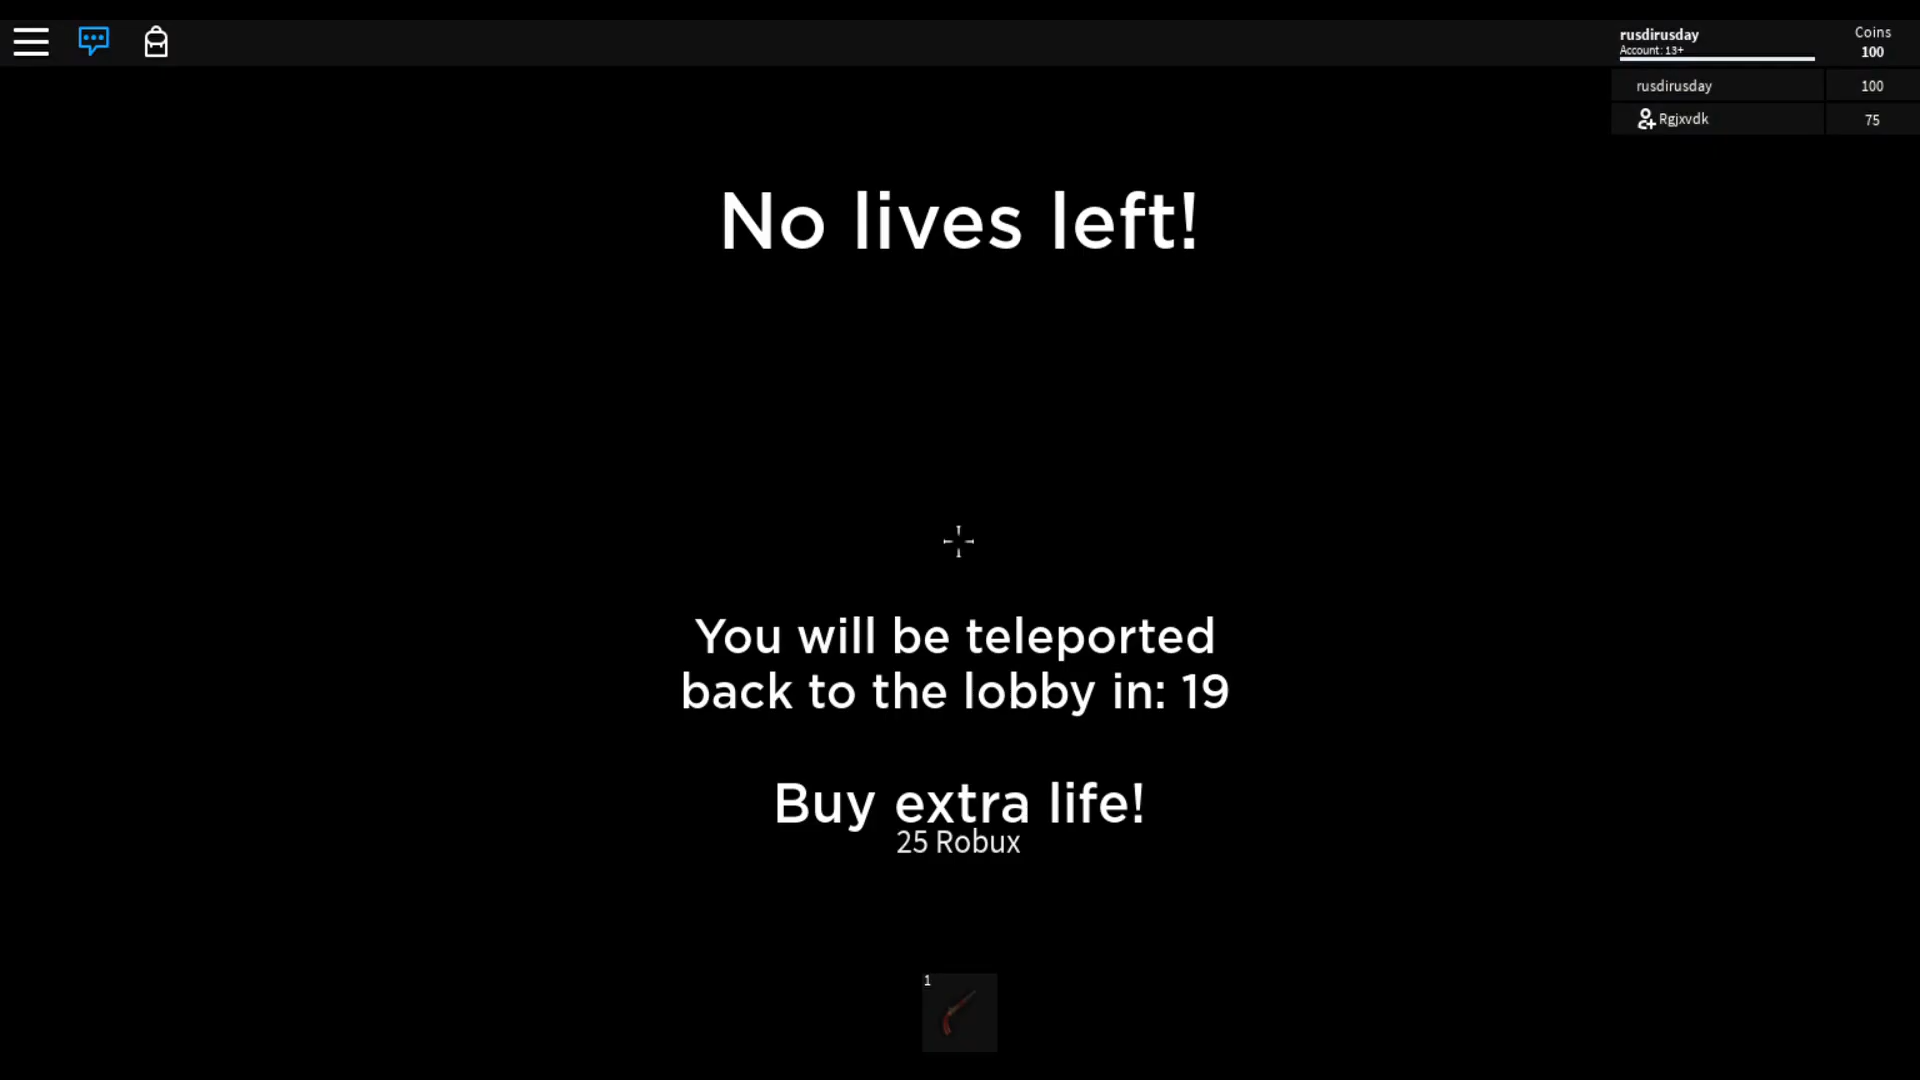 rusdirusday
Account: 13+
Coins
100
rusdirusday 100
Rgjxvdk 75
No lives left!
You will be teleported
back to the lobby in: 19
Buy extra life!
25 Robux
1